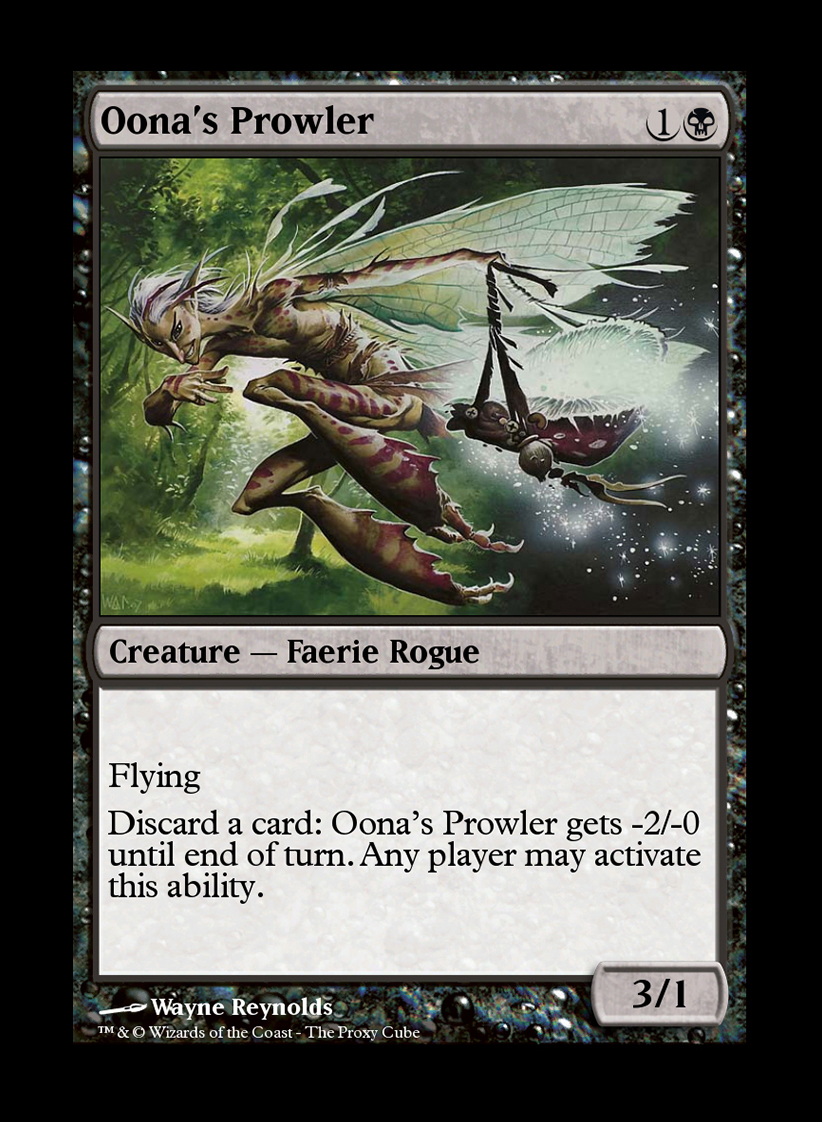 Oona's Prowler 1
Creature — Faerie Rogue
Flying
Discard a card: Oona's Prowler gets -2/-0
until end of turn. Any player may activate
this ability.
3/1
Wayne Reynolds
™ & © Wizards of the Coast - The Proxy Cube